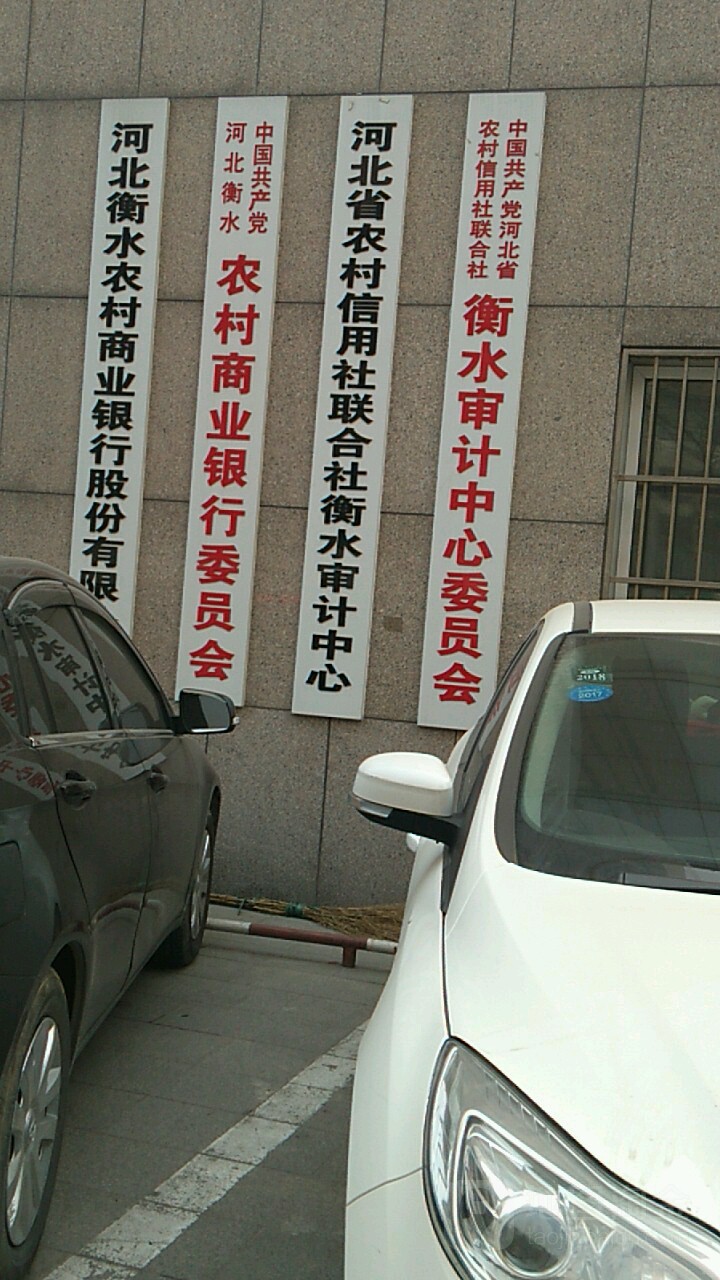 河北衡水农村商业银行股份有限
中国共产党
河北衡水
农村商业银行委员会
河北省农村信用社联合社衡水审计中心
中国共产党河北省
农村信用社联合社
衡水审计中心委员会
2018
2017